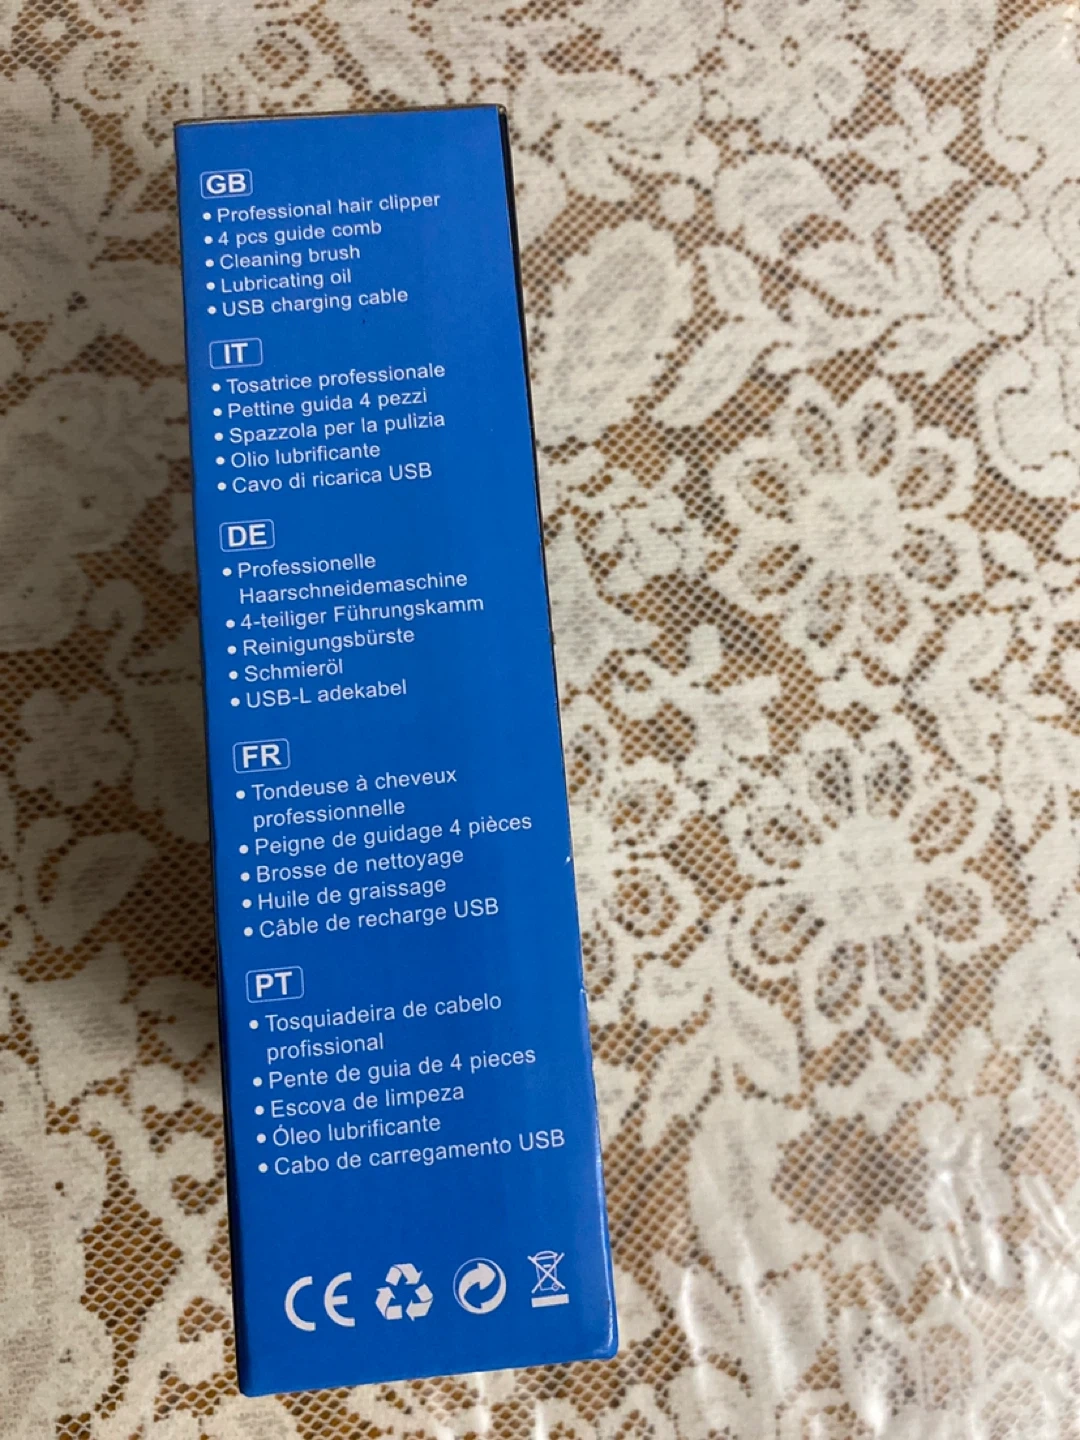 GB
• Professional hair clipper
• 4 pcs guide comb
• Cleaning brush
• Lubricating oil
• USB charging cable
IT
• Tosatrice professionale
• Pettine guida 4 pezzi
• Spazzola per la pulizia
• Olio lubrificante
• Cavo di ricarica USB
DE
• Professionelle
Haarschneidemaschine
• 4-teiliger Führungskamm
• Reinigungsbürste
• Schmieröl
• USB-L adekabel
FR
• Tondeuse à cheveux
professionnelle
• Peigne de guidage 4 pièces
• Brosse de nettoyage
• Huile de graissage
• Câble de recharge USB
PT
• Tosquiadeira de cabelo
profissional
• Pente de guia de 4 pieces
• Escova de limpeza
• Óleo lubrificante
• Cabo de carregamento USB
CE